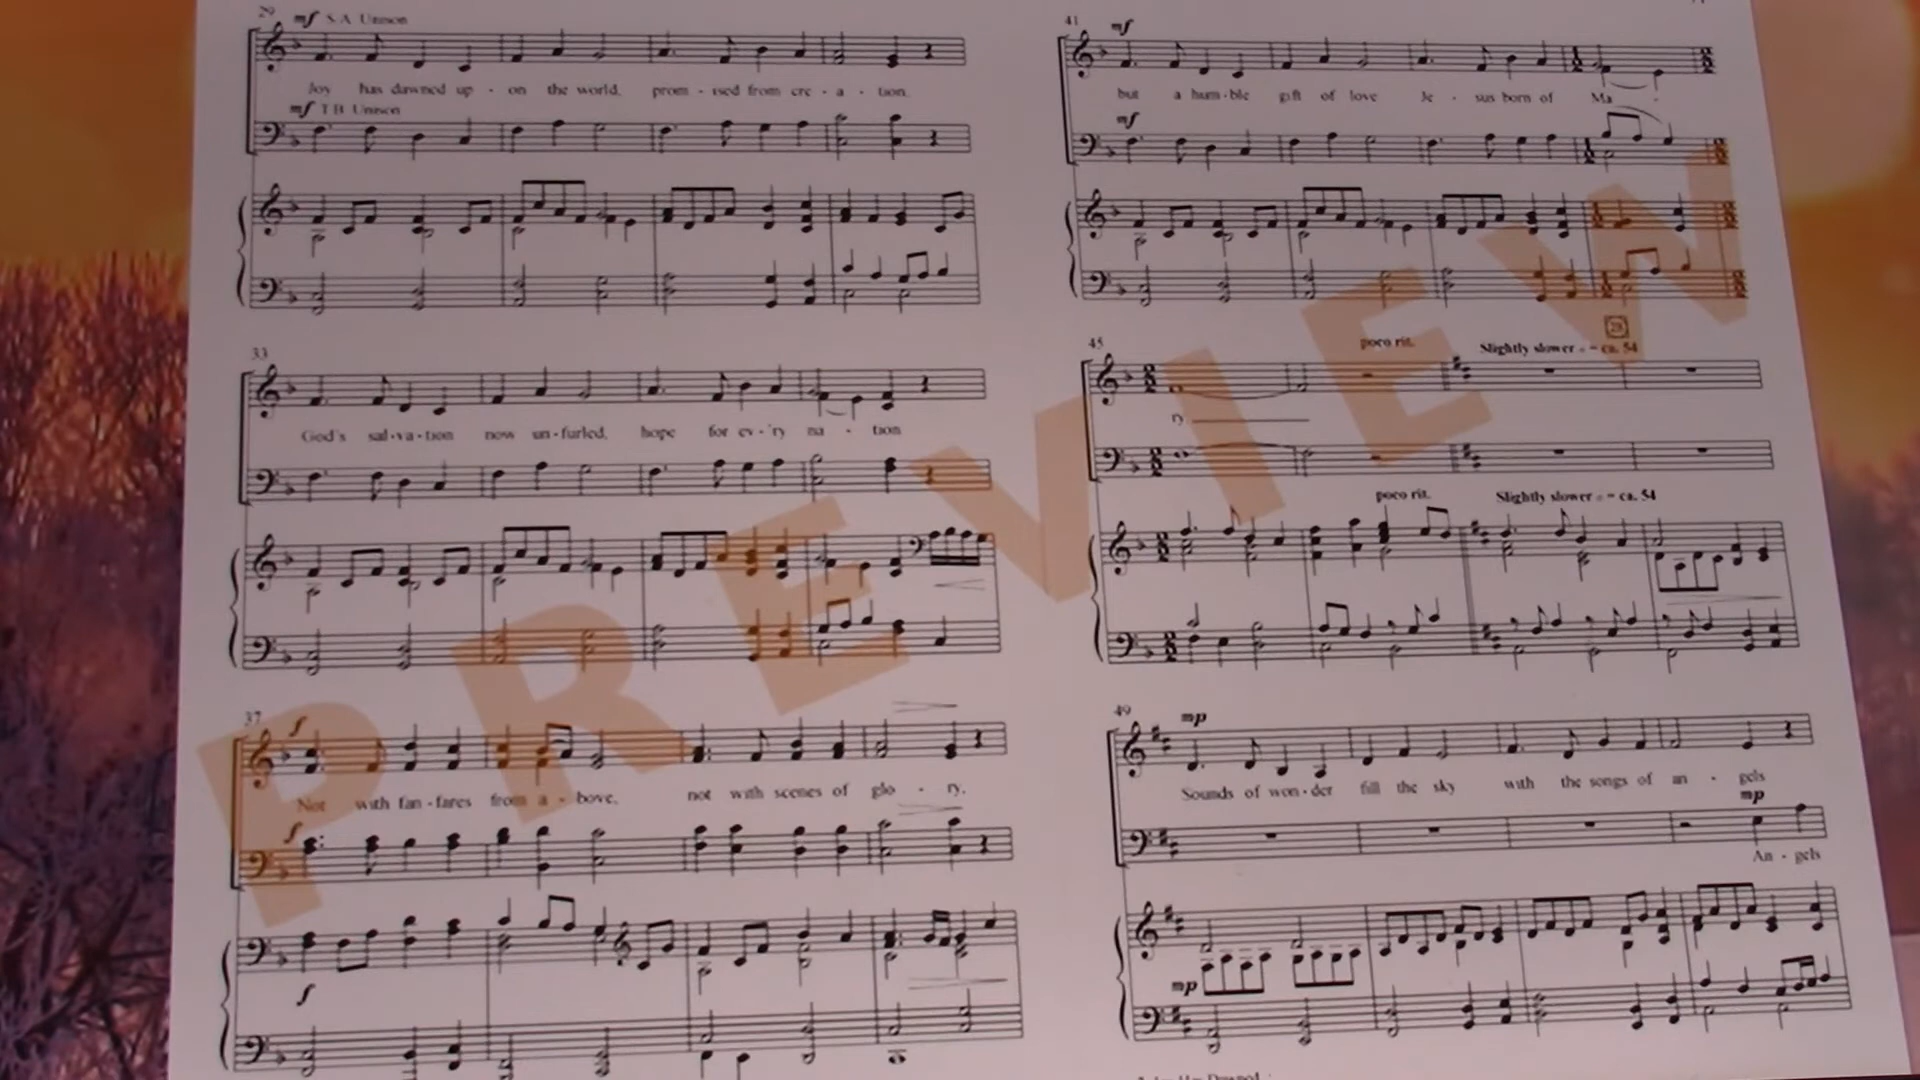 29 mf S.A. Unison
Joy has dawned up - on the world, prom - ised from cre - a - tion.
mf T.B. Unison
33
God's sal - va - tion now un - furled, hope for ev - 'ry na - tion.
37 f
Not with fan - fares from a - bove, not with scenes of glo - ry,
f
f
41 mf
but a hum - ble gift of love Je - sus born of Ma -
mf
28
45 poco rit. Slightly slower = ca. 54
ry.
poco rit. Slightly slower = ca. 54
49 mp
Sounds of won - der fill the sky with the songs of an - gels
mp
An - gels
mp
PREVIEW